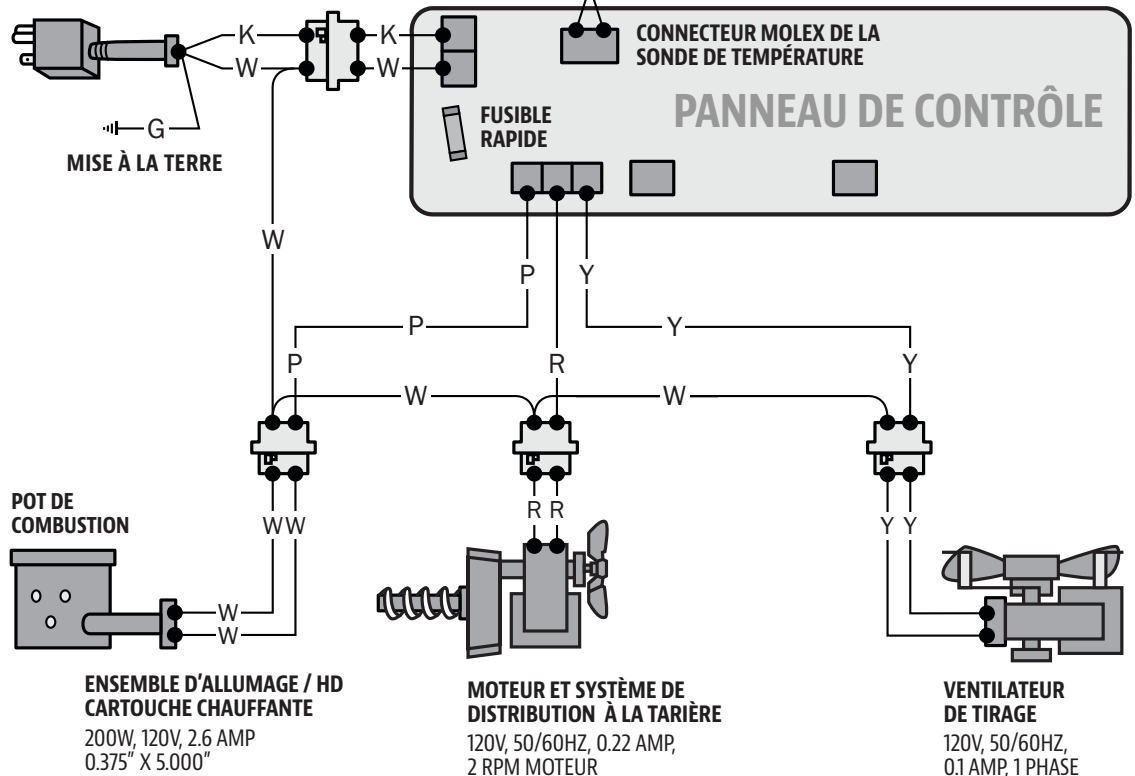 K
K
W
W
CONNECTEUR MOLEX DE LA
SONDE DE TEMPÉRATURE
PANNEAU DE CONTRÔLE
FUSIBLE
RAPIDE
G
MISE À LA TERRE
W
P
Y
P
Y
P
R
Y
W
W
POT DE
COMBUSTION
WW
R R
Y Y
W
W
ENSEMBLE D'ALLUMAGE / HD
CARTOUCHE CHAUFFANTE
200W, 120V, 2.6 AMP
0.375" X 5.000"
MOTEUR ET SYSTÈME DE
DISTRIBUTION À LA TARIÈRE
120V, 50/60HZ, 0.22 AMP,
2 RPM MOTEUR
VENTILATEUR
DE TIRAGE
120V, 50/60HZ,
0.1 AMP, 1 PHASE